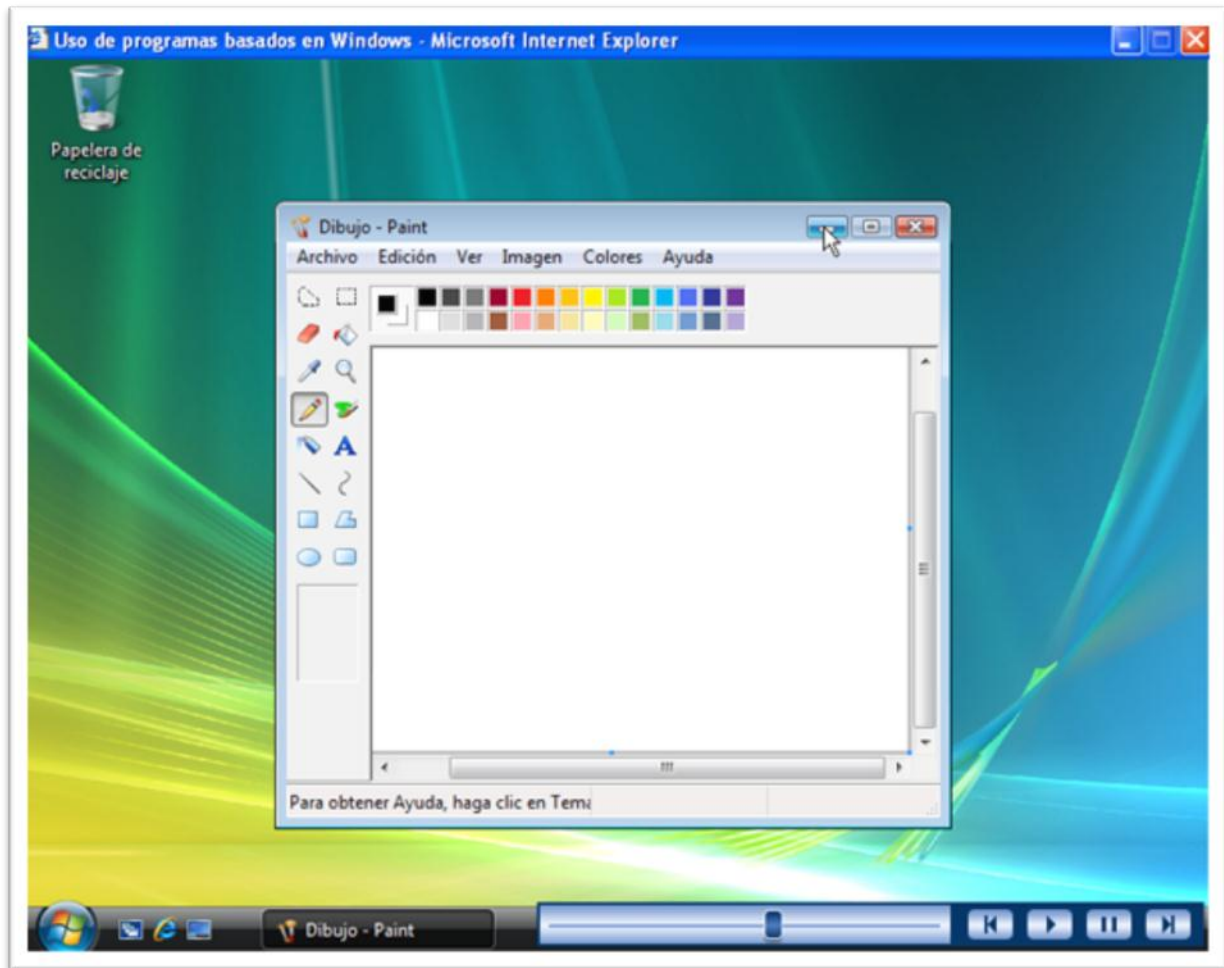 Uso de programas basados en Windows - Microsoft Internet Explorer
Papelera de
reciclaje
Dibujo - Paint
Archivo Edición Ver Imagen Colores Ayuda
A
Para obtener Ayuda, haga clic en Tema
Dibujo - Paint